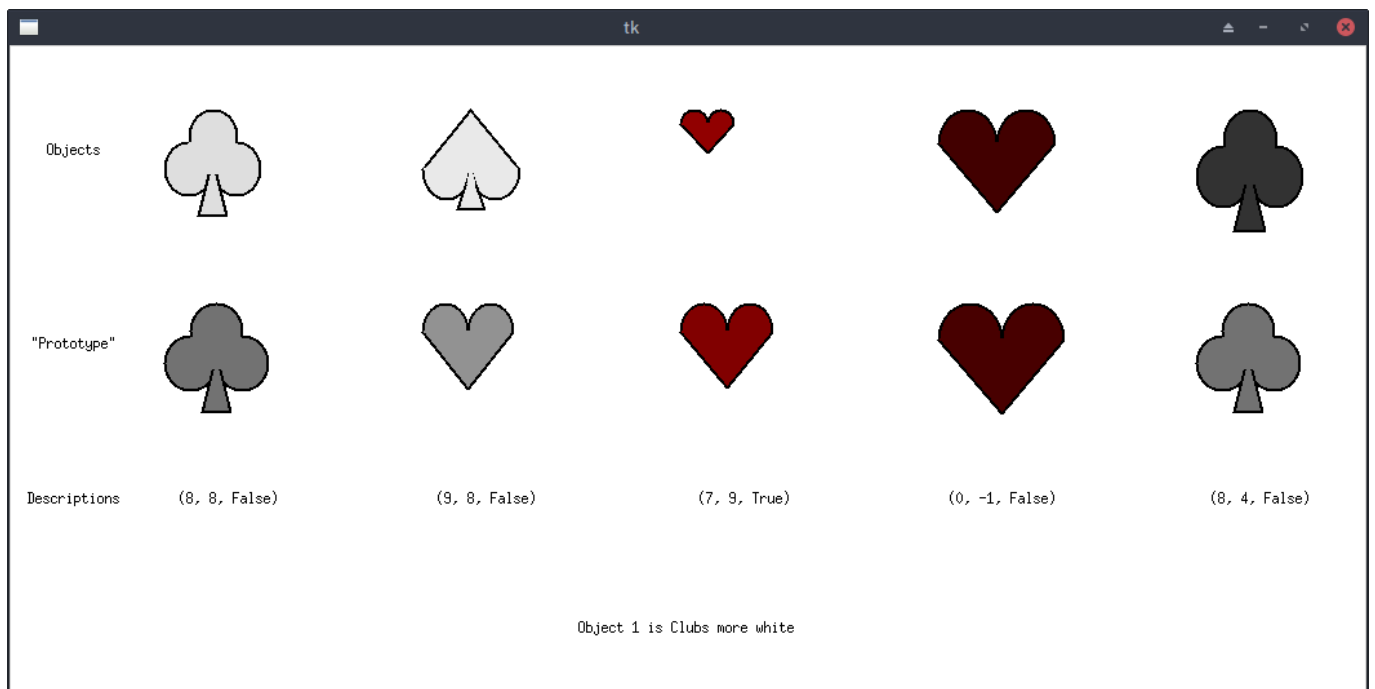 tk
Objects
"Prototype"
Descriptions (8, 8, False) (9, 8, False) (7, 9, True) (0, -1, False) (8, 4, False)
Object 1 is Clubs more white